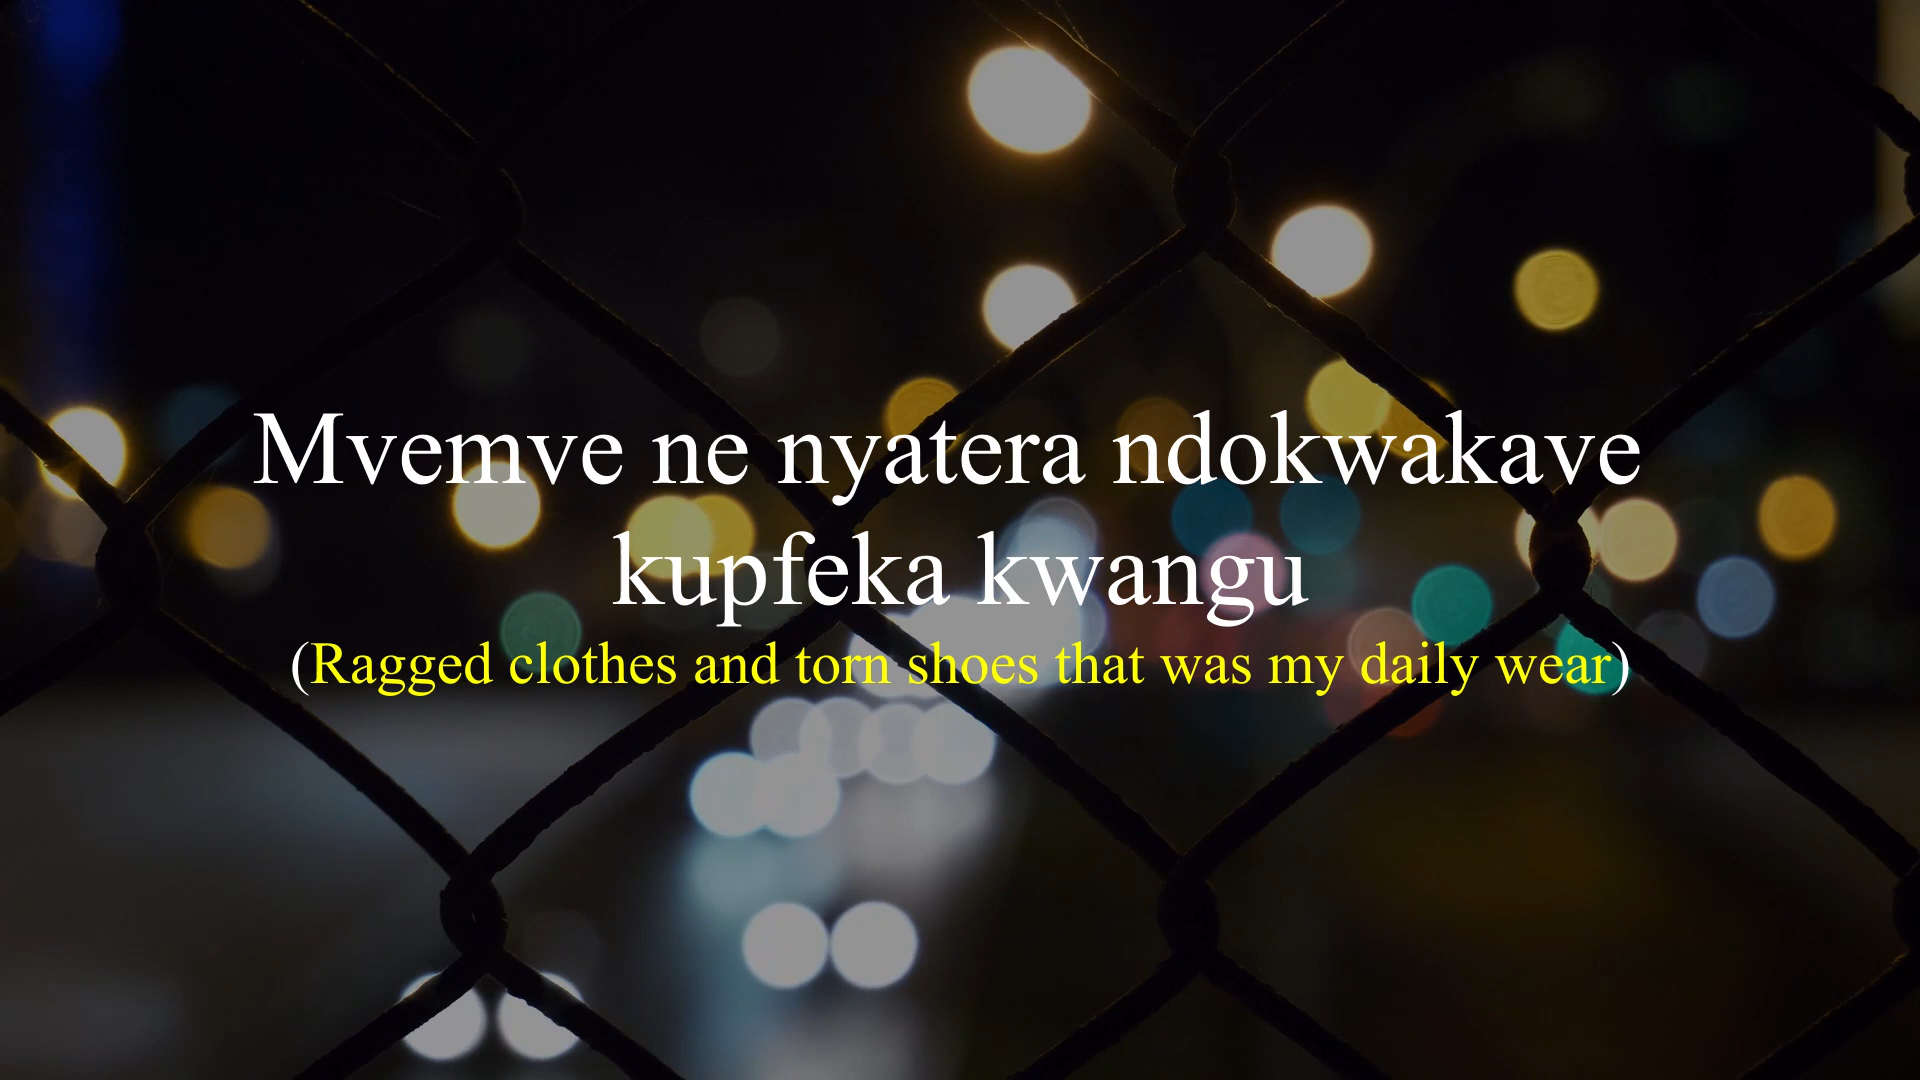 Mvemve ne nyatera ndokwakave
kupfeka kwangu
(Ragged clothes and torn shoes that was my daily wear)